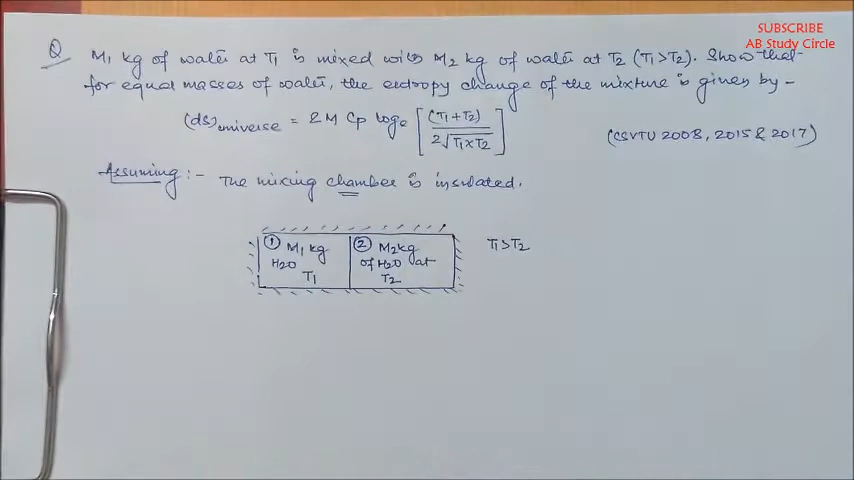 SUBSCRIBE
AB Study Circle
Q M1 kg of water at T1 is mixed with M2 kg of water at T2 (T1>T2). Show that
for equal masses of water, the entropy change of the mixture is given by -
(ds)universe = 2 M Cp loge [ (T1+T2) / 2√T1xT2 ]
(CSVTU 2008, 2015 & 2017)
Assuming :- The mixing chamber is insulated.
① M1 kg
H2O
T1
② M2 kg
of H2O at
T2
T1>T2